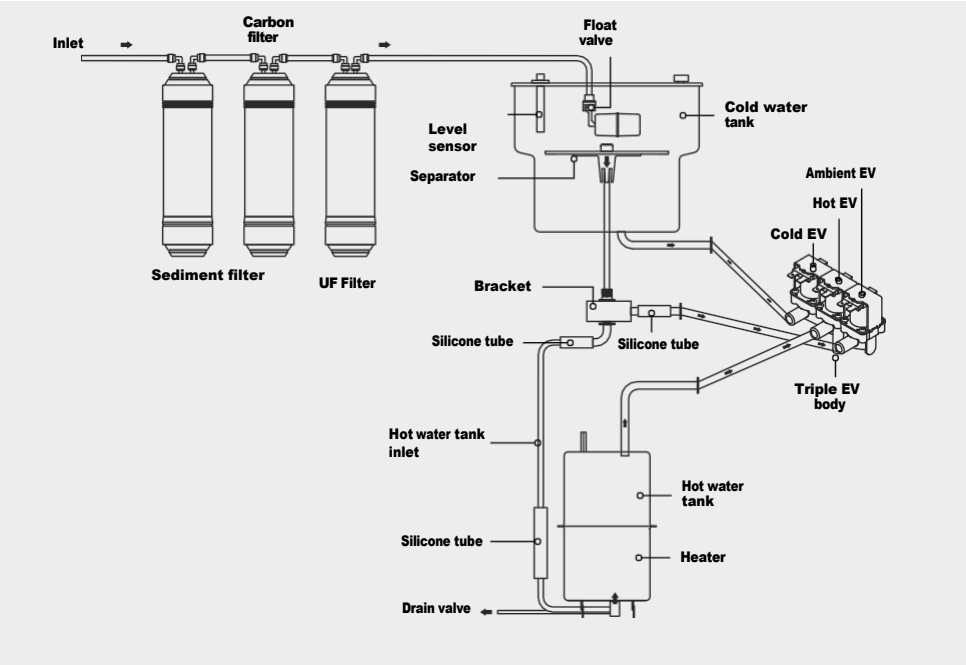 Inlet
Carbon
filter
Float
valve
Cold water
tank
Level
sensor
Separator
Ambient EV
Hot EV
Cold EV
Sediment filter
UF Filter
Bracket
Silicone tube
Silicone tube
Triple EV
body
Hot water tank
inlet
Hot water
tank
Silicone tube
Heater
Drain valve